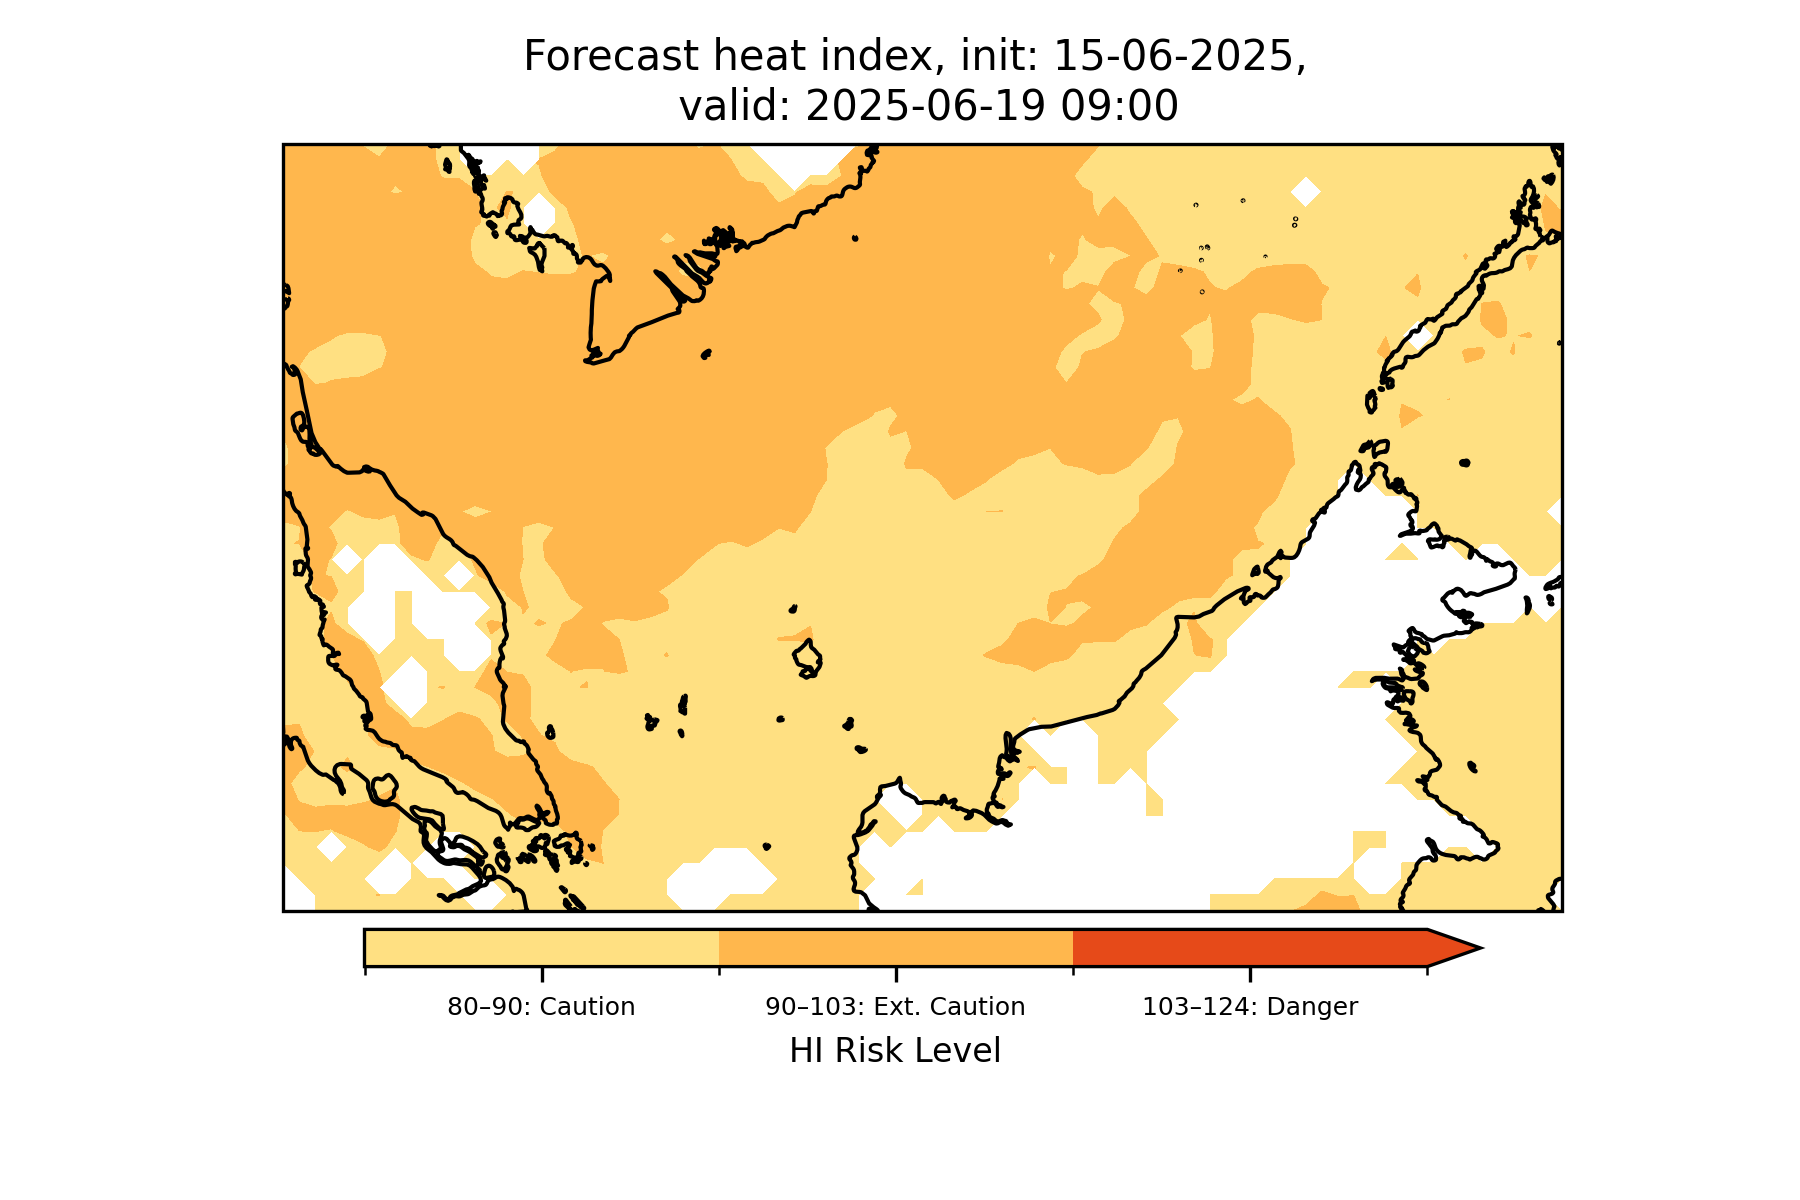 Forecast heat index, init: 15-06-2025,
valid: 2025-06-19 09:00
80–90: Caution
90–103: Ext. Caution
103–124: Danger
HI Risk Level